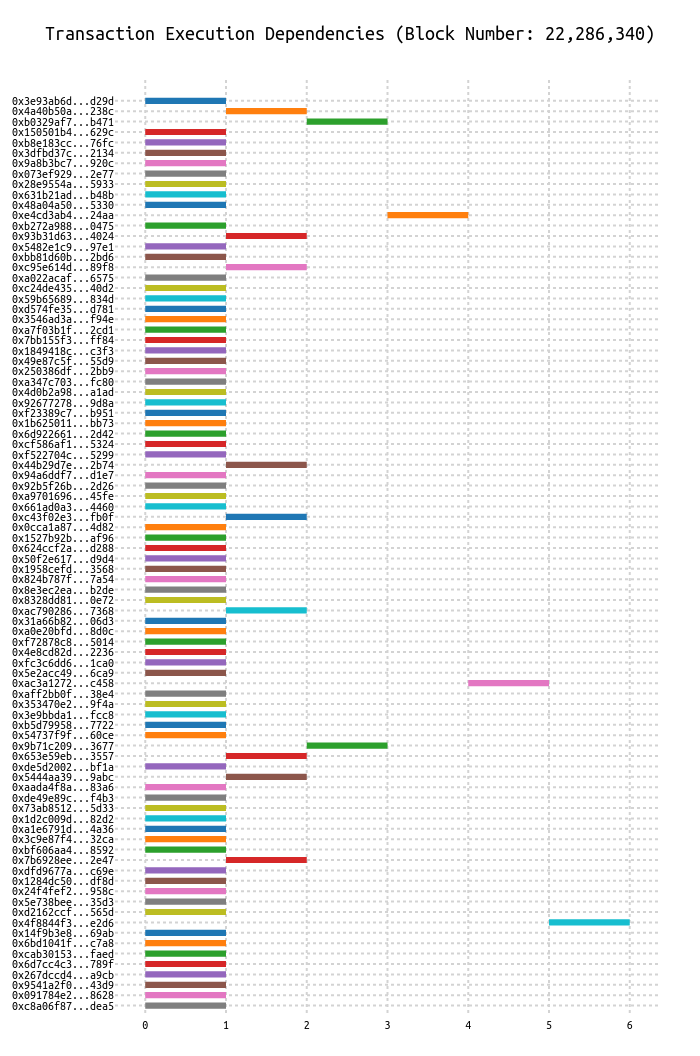 Transaction Execution Dependencies (Block Number: 22,286,340)
0x3e93ab6d...d29d
0x4a40b50a...238c
0xb0329af7...b471
0x150501b4...629c
0xb8e183cc...76fc
0x3dfbd37c...2134
0x9a8b3bc7...920c
0x073ef929...2e77
0x28e9554a...5933
0x631b21ad...b48b
0x48a04a50...5330
0xe4cd3ab4...24aa
0xb272a988...0475
0x93b31d63...4024
0x5482e1c9...97e1
0xbb81d60b...2bd6
0xc95e614d...89f8
0xa022acaf...6575
0xc24de435...40d2
0x59b65689...834d
0xd574fe35...d781
0x3546ad3a...f94e
0xa7f03b1f...2cd1
0x7bb155f3...ff84
0x1849418c...c3f3
0x49e87c5f...55d9
0x250386df...2bb9
0xa347c703...fc80
0x4d0b2a98...a1ad
0x92677278...9d8a
0xf23389c7...b951
0x1b625011...bb73
0x6d922661...2d42
0xcf586af1...5324
0xf522704c...5299
0x44b29d7e...2b74
0x94a6ddf7...d1e7
0x92b5f26b...2d26
0xa9701696...45fe
0x661ad0a3...4460
0xc43f02e3...fb0f
0x0cca1a87...4d82
0x1527b92b...af96
0x624ccf2a...d288
0x50f2e617...d9d4
0x1958cefd...3568
0x824b787f...7a54
0x8e3ec2ea...b2de
0x8328dd81...0e72
0xac790286...7368
0x31a66b82...06d3
0xa0e20bfd...8d0c
0xf72878c8...5014
0x4e8cd82d...2236
0xfc3c6dd6...1ca0
0x5e2acc49...6ca9
0xac3a1272...c458
0xaff2bb0f...38e4
0x353470e2...9f4a
0x3e9bbda1...fcc8
0xb5d79958...7722
0x54737f9f...60ce
0x9b71c209...3677
0x653e59eb...3557
0xde5d2002...bf1a
0x5444aa39...9abc
0xaada4f8a...83a6
0xde49e89c...f4b3
0x73ab8512...5d33
0x1d2c009d...82d2
0xa1e6791d...4a36
0x3c9e87f4...32ca
0xbf606aa4...8592
0x7b6928ee...2e47
0xdfd9677a...c69e
0x1284dc50...df8d
0x24f4fef2...958c
0x5e738bee...35d3
0xd2162ccf...565d
0x4f8844f3...e2d6
0x14f9b3e8...69ab
0x6bd1041f...c7a8
0xcab30153...faed
0x6d7cc4c3...789f
0x267dccd4...a9cb
0x9541a2f0...43d9
0x091784e2...8628
0xc8a06f87...dea5
0 1 2 3 4 5 6